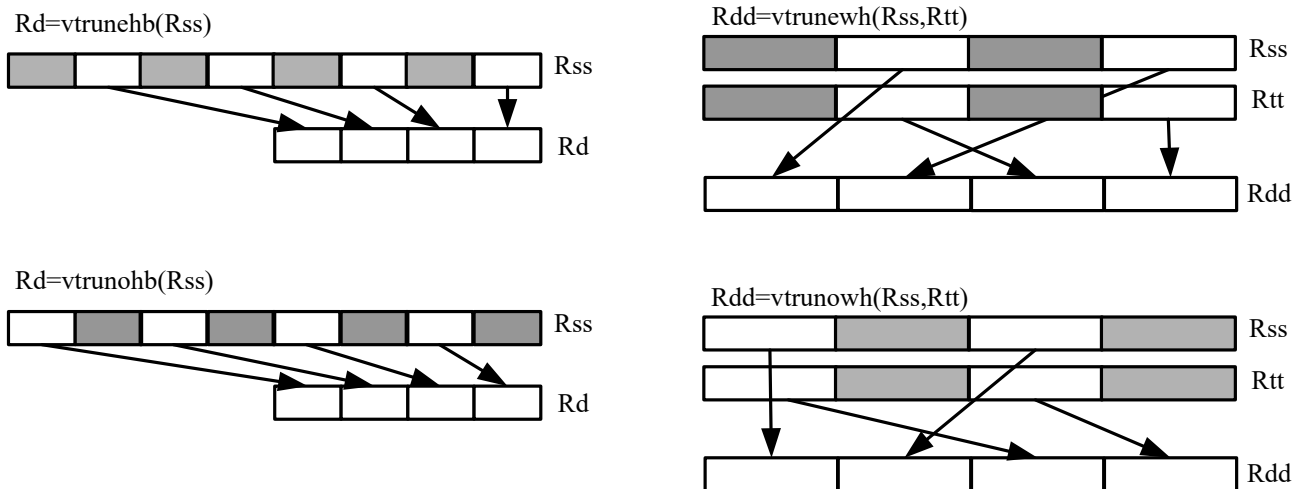 Rd=vtrunehb(Rss)
Rss
Rd
Rdd=vtrunewh(Rss,Rtt)
Rss
Rtt
Rdd
Rd=vtrunohb(Rss)
Rss
Rd
Rdd=vtrunowh(Rss,Rtt)
Rss
Rtt
Rdd